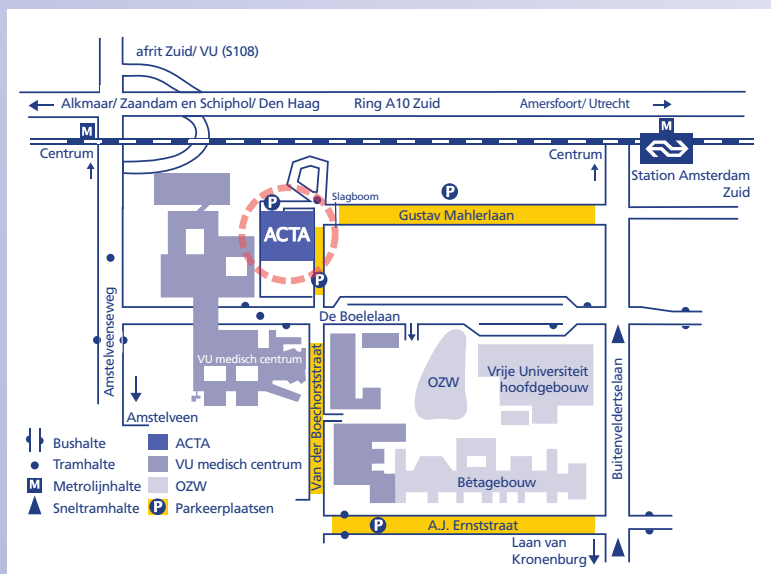 afrit Zuid/ VU (S108)
Alkmaar/ Zaandam en Schiphol/ Den Haag
Ring A10 Zuid
Amersfoort/ Utrecht
M
M
Centrum
Centrum
Station Amsterdam
Zuid
P
Slagboom
P
Gustav Mahlerlaan
ACTA
P
De Boelelaan
Amstelveenseweg
VU medisch centrum
Van der Boechorststraat
OZW
Vrije Universiteit
hoofdgebouw
Buitenveldertselaan
Amstelveen
Bètagebouw
P
A.J. Ernststraat
Laan van
Kronenburg
Bushalte
ACTA
Tramhalte
VU medisch centrum
M
Metrolijnhalte
OZW
Sneltramhalte
P
Parkeerplaatsen